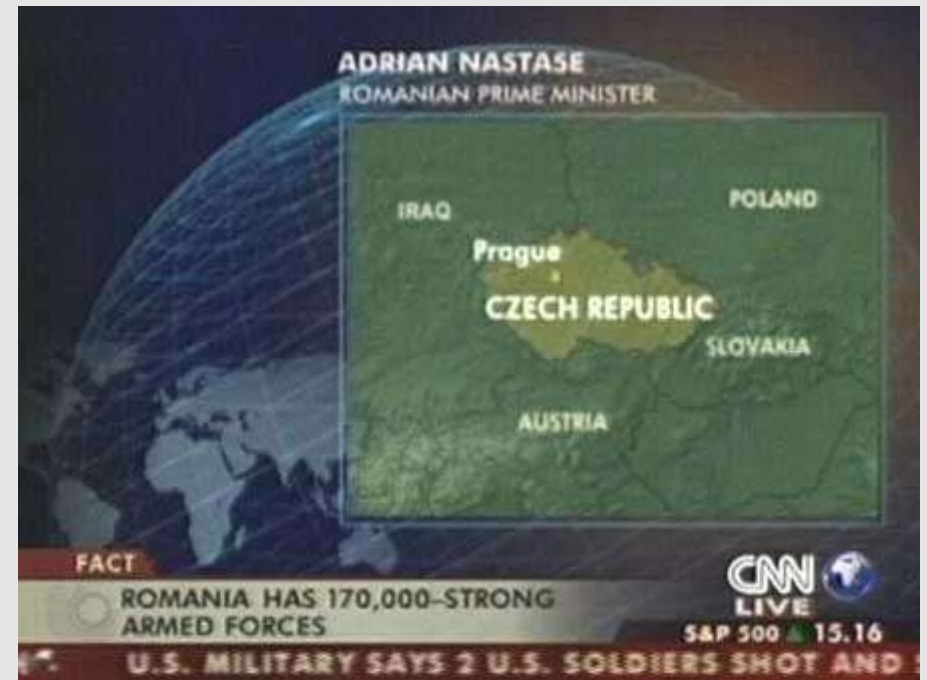 ADRIAN NASTASE
ROMANIAN PRIME MINISTER
IRAQ
POLAND
Prague
CZECH REPUBLIC
SLOVAKIA
AUSTRIA
FACT
ROMANIA HAS 170,000-STRONG
ARMED FORCES
CNN
LIVE
S&P 500 ▲ 15.16
U.S. MILITARY SAYS 2 U.S. SOLDIERS SHOT AND